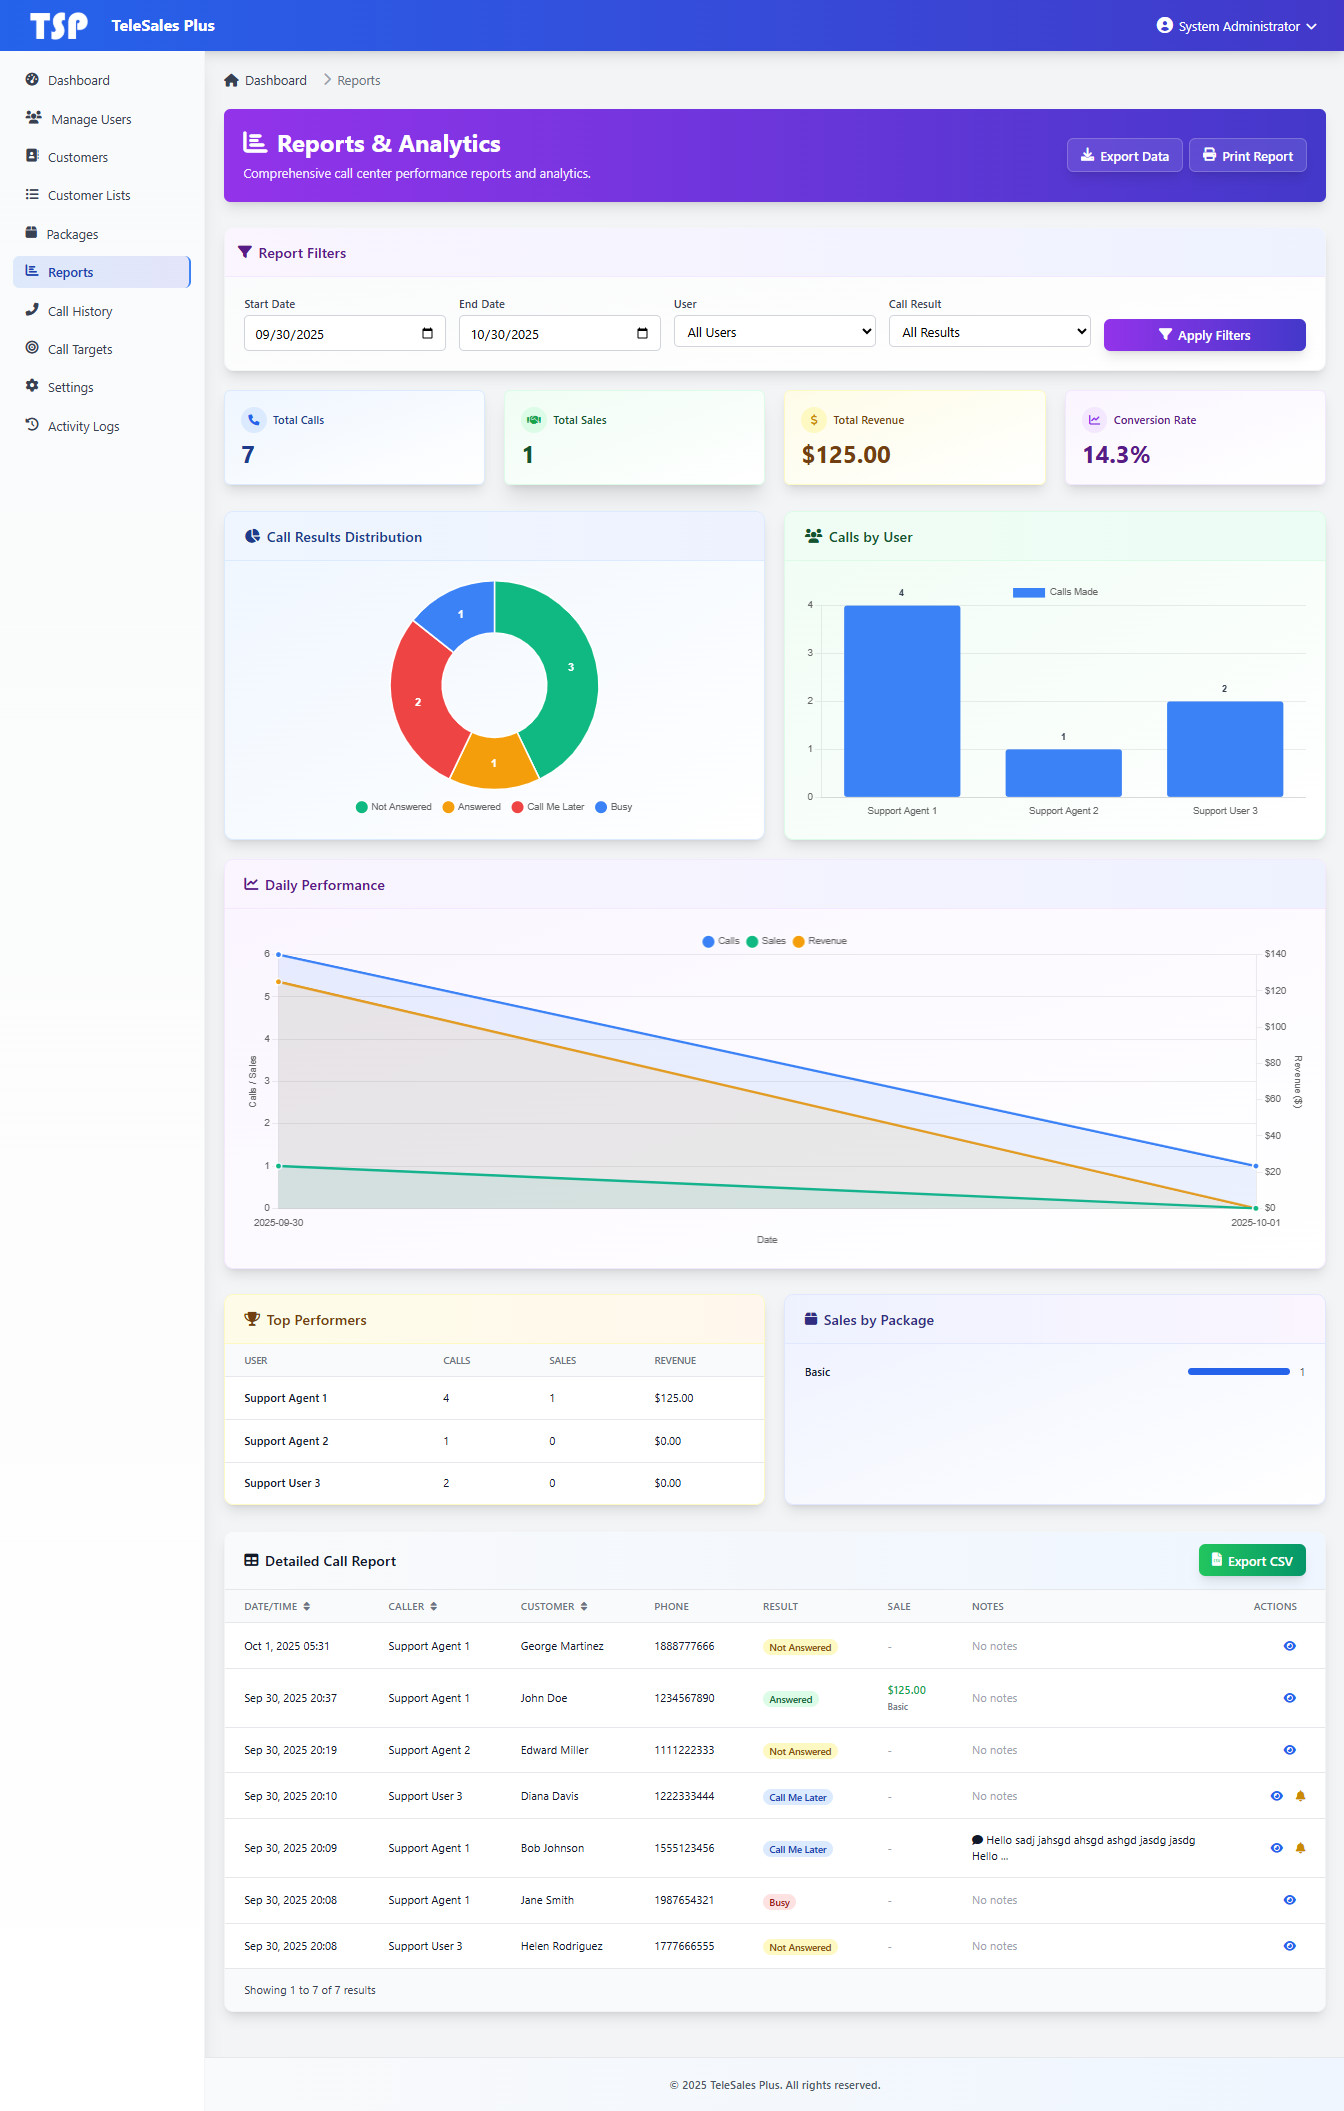 TSP TeleSales Plus
System Administrator
Dashboard
Manage Users
Customers
Customer Lists
Packages
Reports
Call History
Call Targets
Settings
Activity Logs
Dashboard > Reports
Reports & Analytics
Comprehensive call center performance reports and analytics.
Export Data
Print Report
Report Filters
Start Date End Date User Call Result
09/30/2025 10/30/2025 All Users All Results Apply Filters
Total Calls
7
Total Sales
1
$ Total Revenue
$125.00
Conversion Rate
14.3%
Call Results Distribution
1
3
2
1
Not Answered Answered Call Me Later Busy
Calls by User
Calls Made
4
4
3
2
2
1
1
0
Support Agent 1 Support Agent 2 Support User 3
Daily Performance
Calls Sales Revenue
6
5
4
3
2
1
0
Calls / Sales
$140
$120
$100
$80
$60
$40
$20
$0
Revenue ($)
2025-09-30 2025-10-01
Date
Top Performers
USER CALLS SALES REVENUE
Support Agent 1 4 1 $125.00
Support Agent 2 1 0 $0.00
Support User 3 2 0 $0.00
Sales by Package
Basic 1
Detailed Call Report
Export CSV
DATE/TIME CALLER CUSTOMER PHONE RESULT SALE NOTES ACTIONS
Oct 1, 2025 05:31 Support Agent 1 George Martinez 1888777666 Not Answered - No notes
Sep 30, 2025 20:37 Support Agent 1 John Doe 1234567890 Answered $125.00 No notes
Basic
Sep 30, 2025 20:19 Support Agent 2 Edward Miller 1111222333 Not Answered - No notes
Sep 30, 2025 20:10 Support User 3 Diana Davis 1222333444 Call Me Later - No notes
Sep 30, 2025 20:09 Support Agent 1 Bob Johnson 1555123456 Call Me Later - Hello sadj jahsgd ahsgd ashgd jasdg jasdg
Hello ...
Sep 30, 2025 20:08 Support Agent 1 Jane Smith 1987654321 Busy - No notes
Sep 30, 2025 20:08 Support User 3 Helen Rodriguez 1777666555 Not Answered - No notes
Showing 1 to 7 of 7 results
© 2025 TeleSales Plus. All rights reserved.